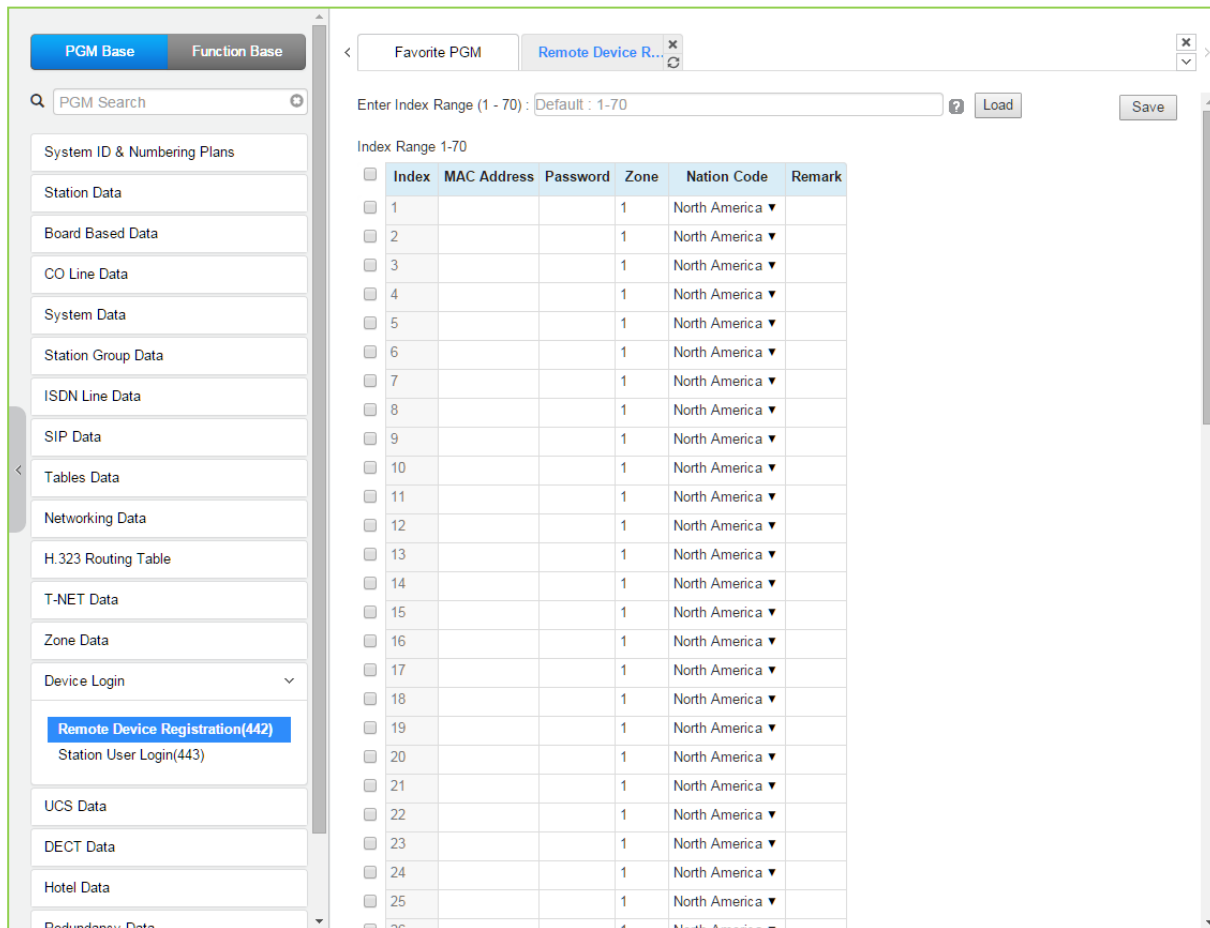 PGM Base Function Base
PGM Search
System ID & Numbering Plans
Station Data
Board Based Data
CO Line Data
System Data
Station Group Data
ISDN Line Data
SIP Data
Tables Data
Networking Data
H.323 Routing Table
T-NET Data
Zone Data
Device Login
Remote Device Registration(442)
Station User Login(443)
UCS Data
DECT Data
Hotel Data
Redundancy Data
Favorite PGM Remote Device R...
Enter Index Range (1 - 70) : Default : 1-70 ? Load Save
Index Range 1-70
Index MAC Address Password Zone Nation Code Remark
1 1 North America
2 1 North America
3 1 North America
4 1 North America
5 1 North America
6 1 North America
7 1 North America
8 1 North America
9 1 North America
10 1 North America
11 1 North America
12 1 North America
13 1 North America
14 1 North America
15 1 North America
16 1 North America
17 1 North America
18 1 North America
19 1 North America
20 1 North America
21 1 North America
22 1 North America
23 1 North America
24 1 North America
25 1 North America
26 1 North America